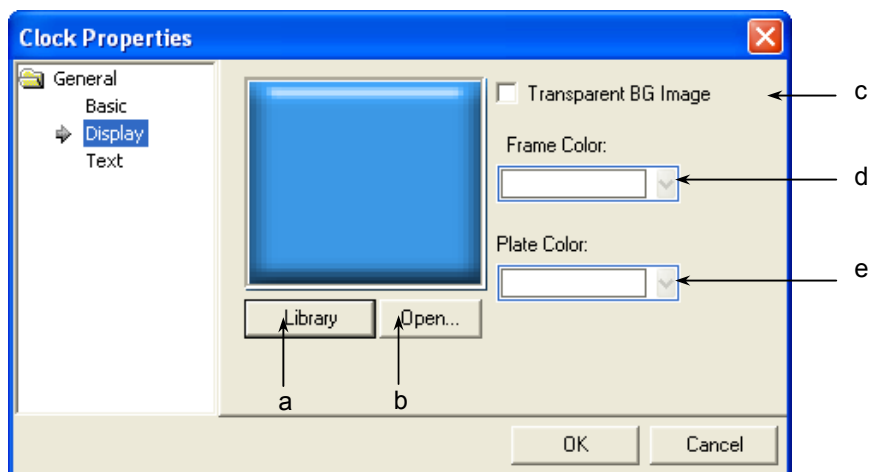 Clock Properties
General
Basic
Display
Text
Transparent BG Image
c
Frame Color:
d
Plate Color:
e
Library
Open...
a
b
OK
Cancel